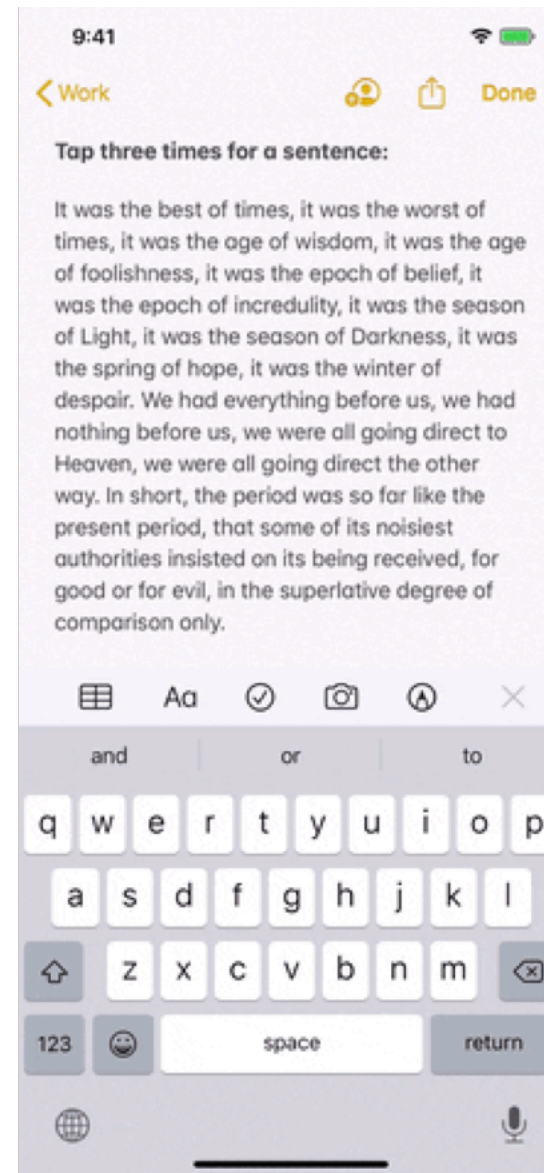 9:41
Work
Done
Tap three times for a sentence:
It was the best of times, it was the worst of
times, it was the age of wisdom, it was the age
of foolishness, it was the epoch of belief, it
was the epoch of incredulity, it was the season
of Light, it was the season of Darkness, it was
the spring of hope, it was the winter of
despair. We had everything before us, we had
nothing before us, we were all going direct to
Heaven, we were all going direct the other
way. In short, the period was so far like the
present period, that some of its noisiest
authorities insisted on its being received, for
good or for evil, in the superlative degree of
comparison only.
Aa
and or to
q w e r t y u i o p
a s d f g h j k l
z x c v b n m
123 space return